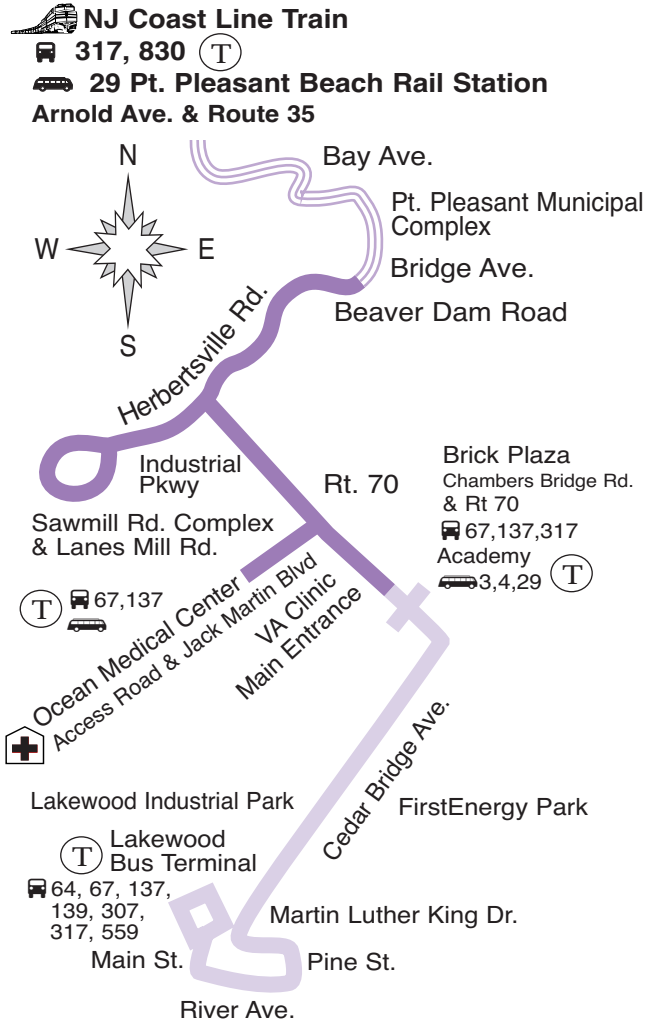 NJ Coast Line Train
317, 830 T
29 Pt. Pleasant Beach Rail Station
Arnold Ave. & Route 35
N
W
E
S
Bay Ave.
Pt. Pleasant Municipal
Complex
Bridge Ave.
Beaver Dam Road
Herbertsville Rd.
Industrial
Pkwy
Rt. 70
Brick Plaza
Chambers Bridge Rd.
& Rt 70
67,137,317
Academy
3,4,29 T
Sawmill Rd. Complex
& Lanes Mill Rd.
T 67,137
Ocean Medical Center
Access Road & Jack Martin Blvd
VA Clinic
Main Entrance
Cedar Bridge Ave.
Lakewood Industrial Park
FirstEnergy Park
T Lakewood
Bus Terminal
64, 67, 137,
139, 307,
317, 559
Martin Luther King Dr.
Main St.
Pine St.
River Ave.